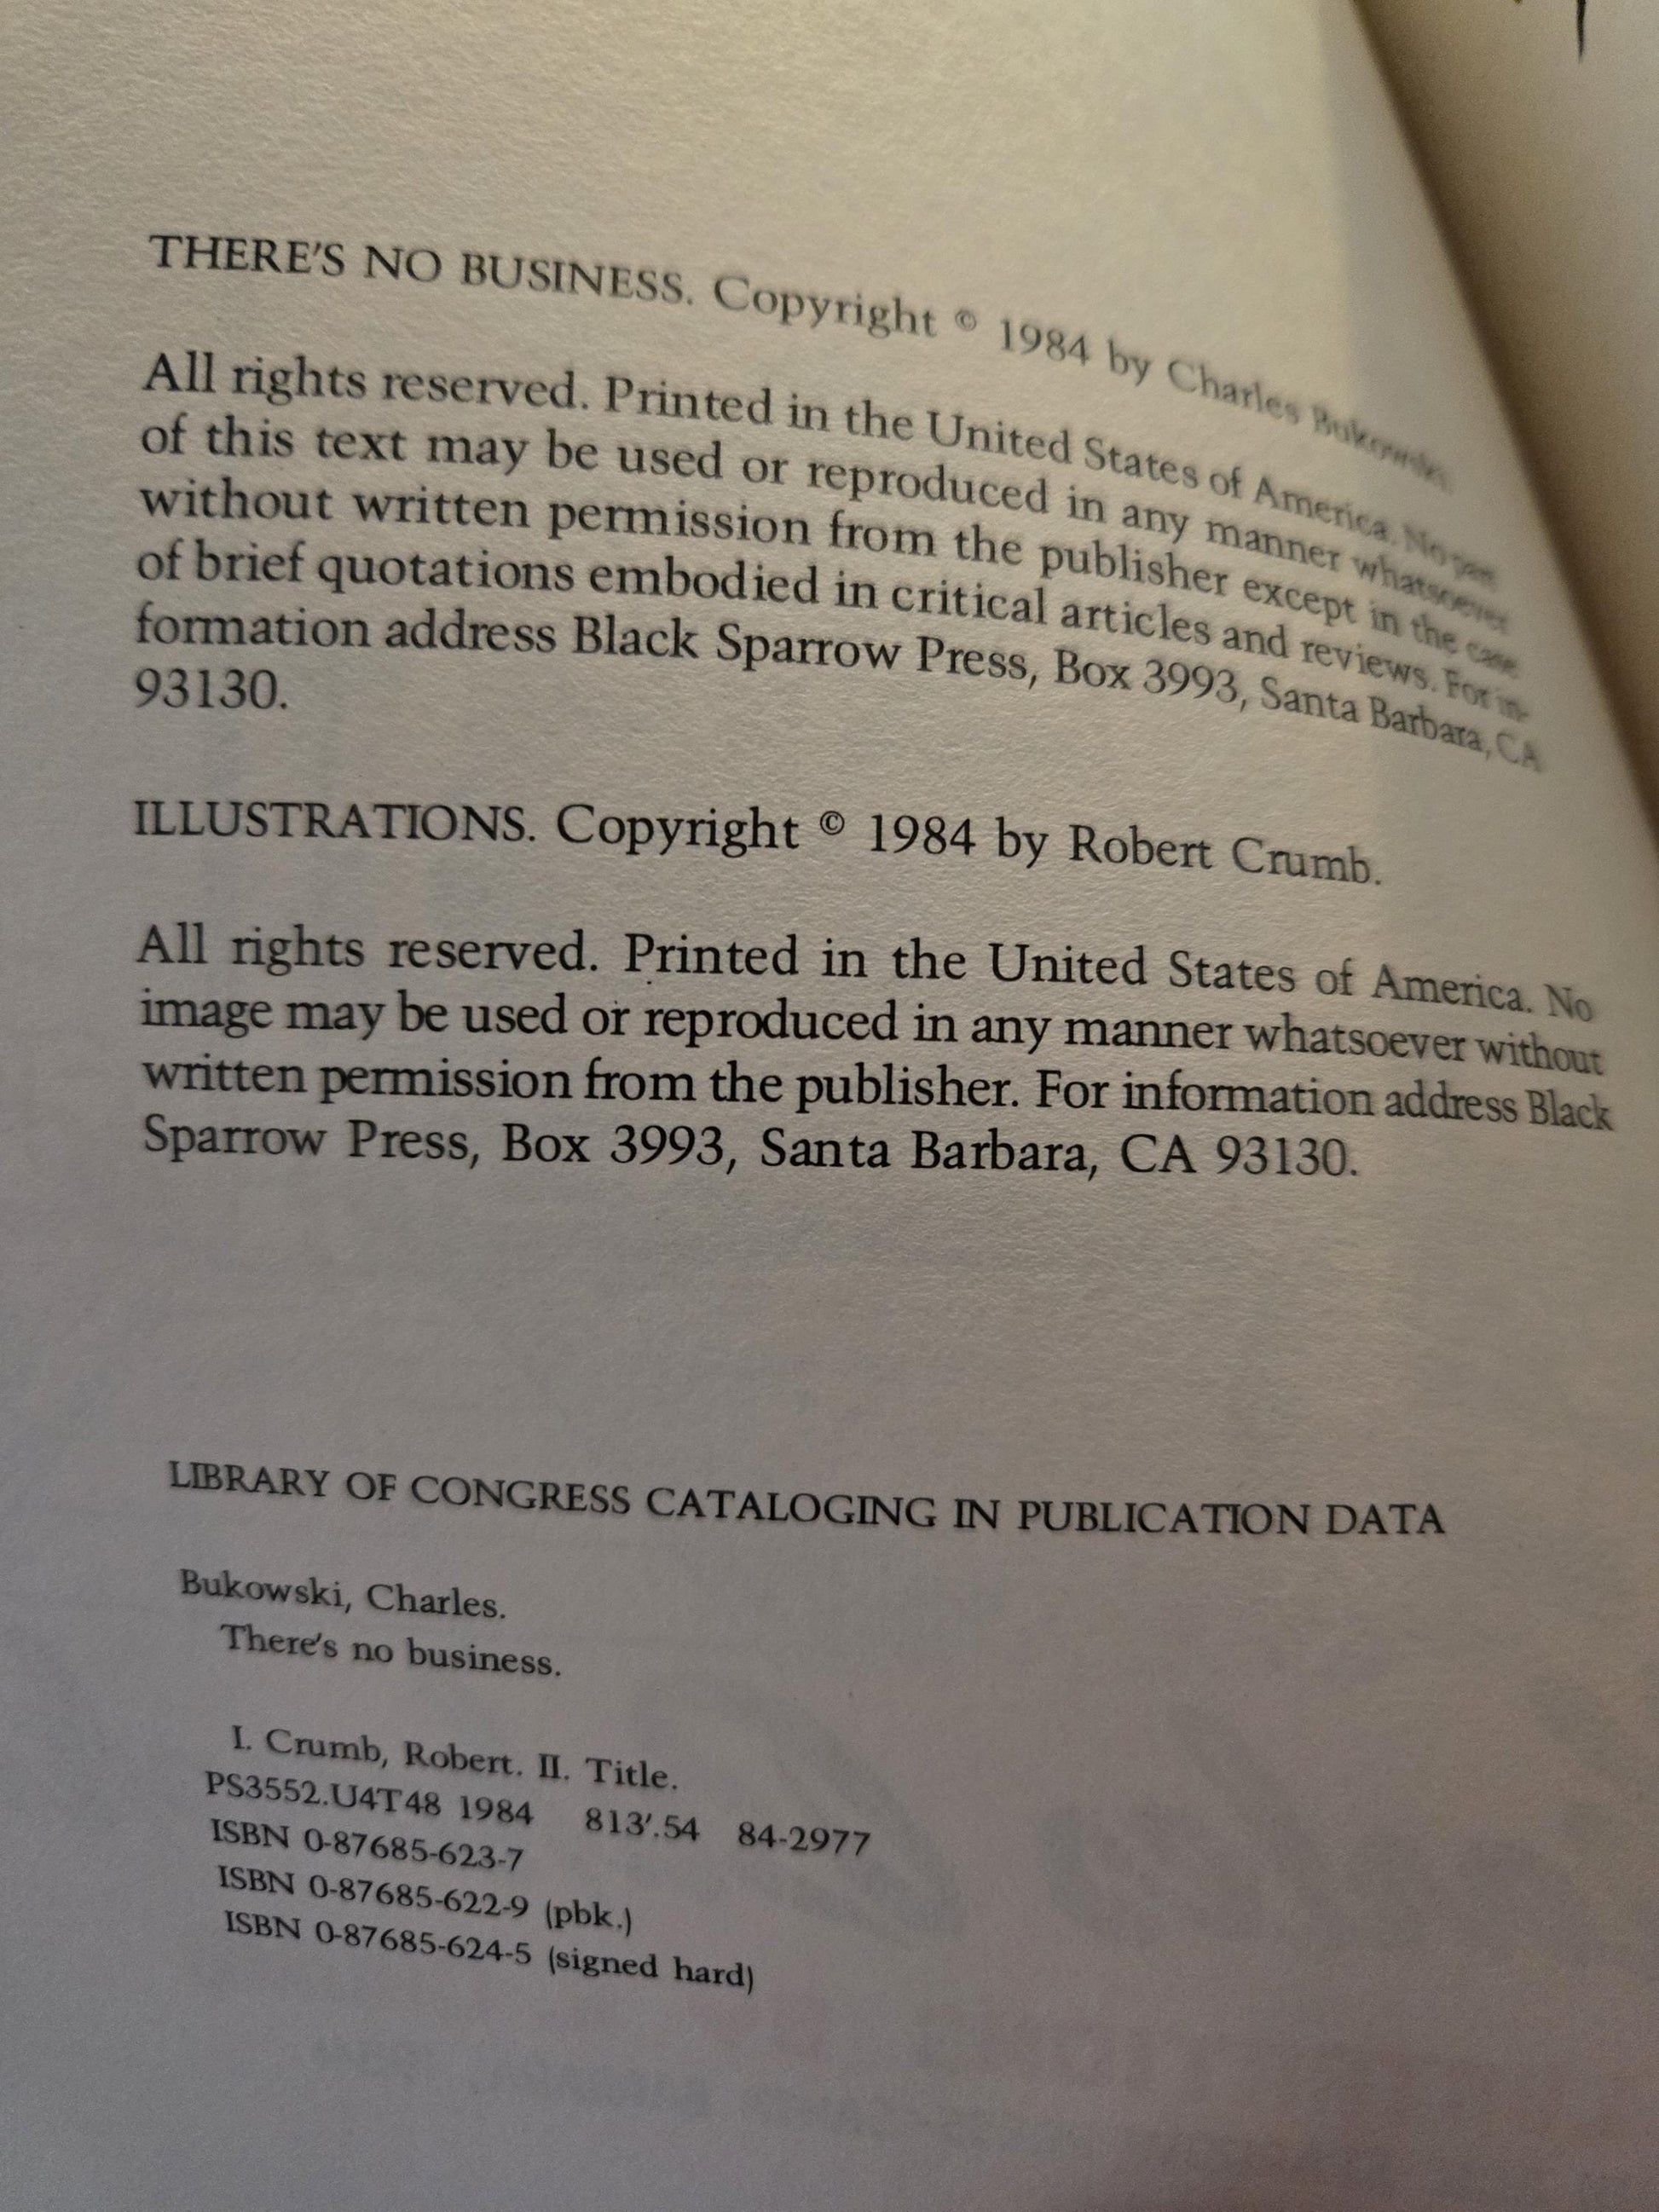 THERE'S NO BUSINESS. Copyright © 1984 by Charles Bukowski.
All rights reserved. Printed in the United States of America. No part
of this text may be used or reproduced in any manner whatsoever
without written permission from the publisher except in the case
of brief quotations embodied in critical articles and reviews. For in-
formation address Black Sparrow Press, Box 3993, Santa Barbara, CA
93130.
ILLUSTRATIONS. Copyright © 1984 by Robert Crumb.
All rights reserved. Printed in the United States of America. No
image may be used or reproduced in any manner whatsoever without
written permission from the publisher. For information address Black
Sparrow Press, Box 3993, Santa Barbara, CA 93130.
LIBRARY OF CONGRESS CATALOGING IN PUBLICATION DATA
Bukowski, Charles.
There's no business.
I. Crumb, Robert. II. Title.
PS3552.U4T48 1984 813'.54 84-2977
ISBN 0-87685-623-7
ISBN 0-87685-622-9 (pbk.)
ISBN 0-87685-624-5 (signed hard)